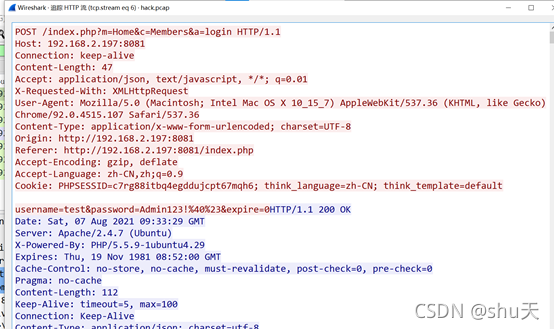 Wireshark · 追踪 HTTP 流 (tcp.stream eq 6) · hack.pcap
POST /index.php?m=Home&c=Members&a=login HTTP/1.1
Host: 192.168.2.197:8081
Connection: keep-alive
Content-Length: 47
Accept: application/json, text/javascript, */*; q=0.01
X-Requested-With: XMLHttpRequest
User-Agent: Mozilla/5.0 (Macintosh; Intel Mac OS X 10_15_7) AppleWebKit/537.36 (KHTML, like Gecko)
Chrome/92.0.4515.107 Safari/537.36
Content-Type: application/x-www-form-urlencoded; charset=UTF-8
Origin: http://192.168.2.197:8081
Referer: http://192.168.2.197:8081/index.php
Accept-Encoding: gzip, deflate
Accept-Language: zh-CN,zh;q=0.9
Cookie: PHPSESSID=c7rg88itbq4egddujcpt67mqh6; think_language=zh-CN; think_template=default
username=test&password=Admin123!%40%23&expire=0HTTP/1.1 200 OK
Date: Sat, 07 Aug 2021 09:33:29 GMT
Server: Apache/2.4.7 (Ubuntu)
X-Powered-By: PHP/5.5.9-1ubuntu4.29
Expires: Thu, 19 Nov 1981 08:52:00 GMT
Cache-Control: no-store, no-cache, must-revalidate, post-check=0, pre-check=0
Pragma: no-cache
Content-Length: 112
Keep-Alive: timeout=5, max=100
Connection: Keep-Alive
Content-Type: application/json; charset=utf-8
CSDN @shu天